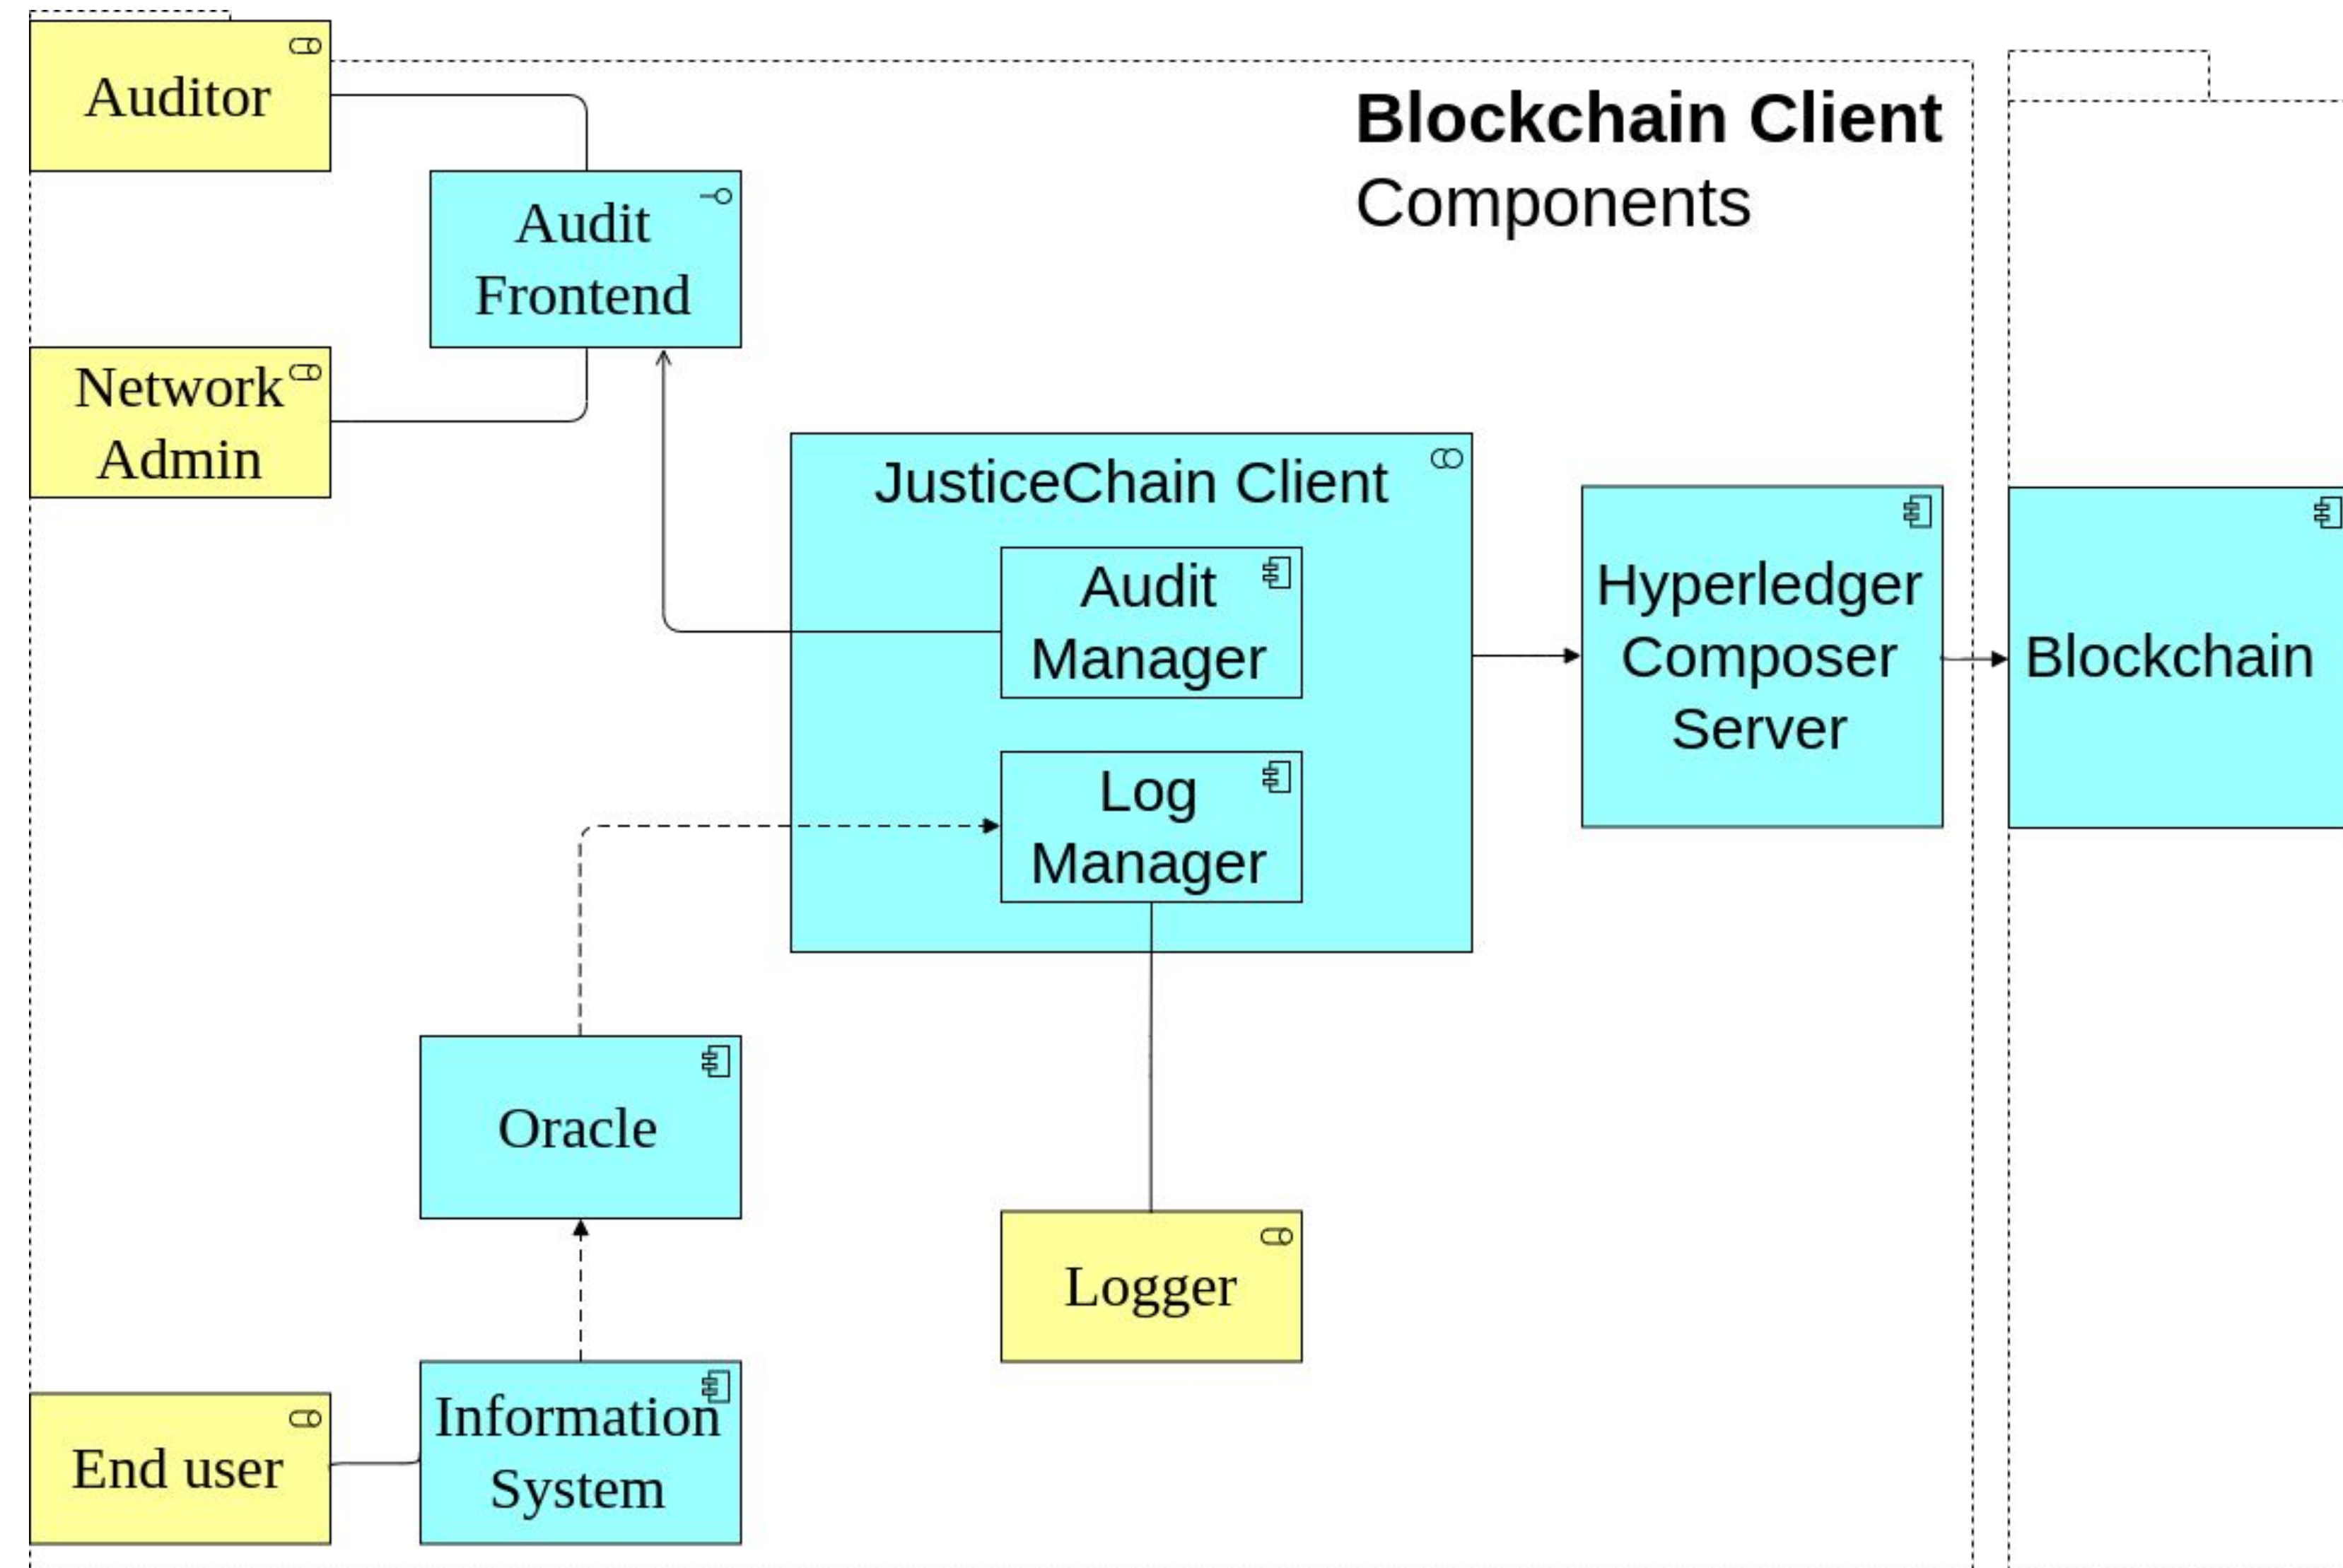 Auditor
Blockchain Client
Components
Audit
Frontend
Network
Admin
JusticeChain Client
Audit
Manager
Hyperledger
Composer
Server
Blockchain
Log
Manager
Oracle
Logger
End user
Information
System